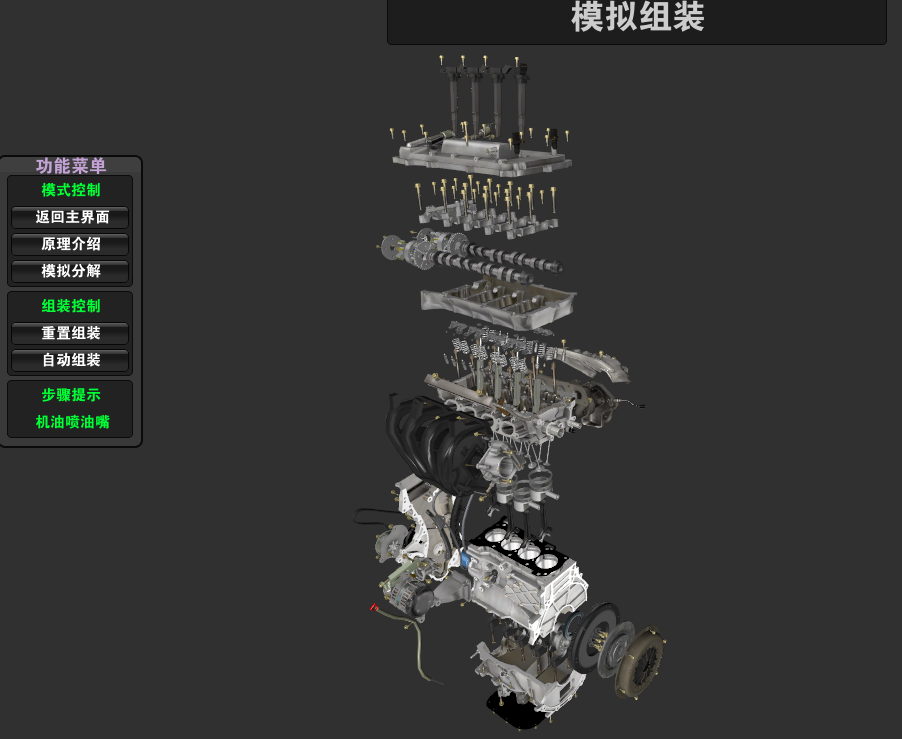 模拟组装
功能菜单
模式控制
返回主界面
原理介绍
模拟分解
组装控制
重置组装
自动组装
步骤提示
机油喷油嘴